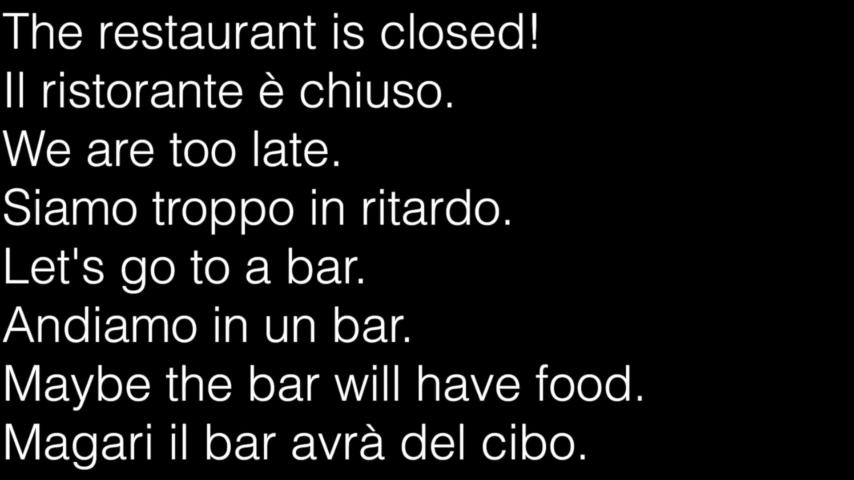 The restaurant is closed!
Il ristorante è chiuso.
We are too late.
Siamo troppo in ritardo.
Let's go to a bar.
Andiamo in un bar.
Maybe the bar will have food.
Magari il bar avrà del cibo.